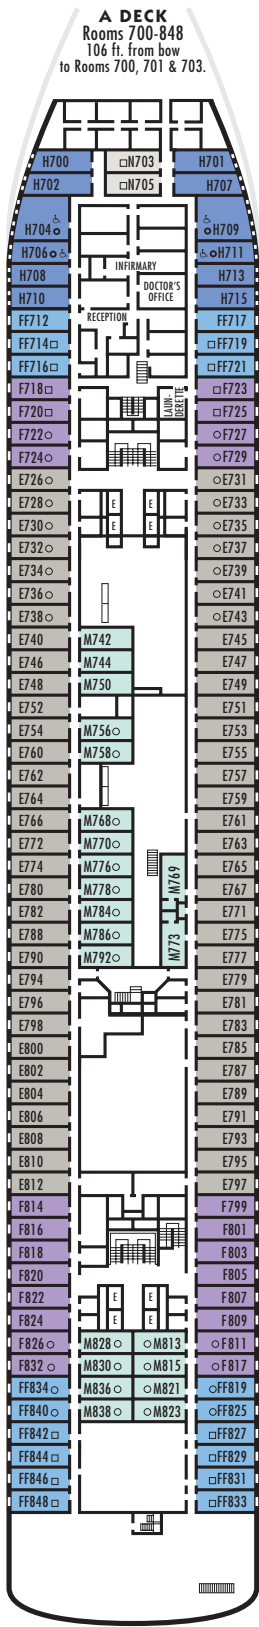 A DECK
Rooms 700-848
106 ft. from bow
to Rooms 700, 701 & 703.
H700 N703 H701
H702 N705 H707
H704 H709
H706 H711
INFIRMARY
H708 H713
DOCTOR'S
OFFICE
H710 H715
RECEPTION
FF712 FF717
FF714 FF719
FF716 FF721
F718 F723
LAUN-
DERETTE
F720 F725
F722 F727
F724 F729
E726 E731
E728 E E E733
E730 E E E735
E732 E737
E734 E739
E736 E741
E738 E743
E740 M742 E745
E746 M744 E747
E748 M750 E749
E752 E751
E754 M756 E753
E760 M758 E755
E762 E757
E764 E759
E766 M768 E761
E772 M770 E763
E774 M776 M769 E765
E780 M778 E767
E782 M784 E771
E788 M786 M773 E775
E790 M792 E777
E794 E779
E796 E781
E798 E783
E800 E785
E802 E787
E804 E789
E806 E791
E808 E793
E810 E795
E812 E797
F814 F799
F816 F801
F818 F803
F820 F805
F822 E E F807
F824 E E F809
F826 M828 M813 F811
F832 M830 M815 F817
FF834 M836 M821 FF819
FF840 M838 M823 FF825
FF842 FF827
FF844 FF829
FF846 FF831
FF848 FF833